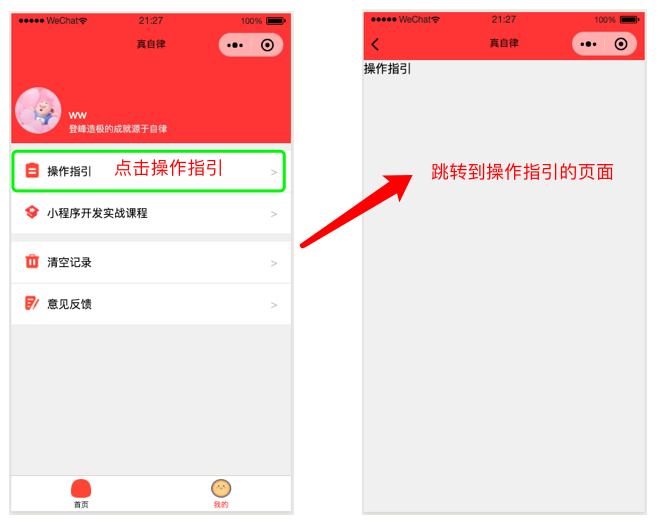 ●●●●● WeChat
21:27
100%
真自律
ww
登峰造极的成就源于自律
操作指引
点击操作指引
>
小程序开发实战课程
>
清空记录
>
意见反馈
>
首页
我的
●●●●● WeChat
21:27
100%
真自律
操作指引
跳转到操作指引的页面